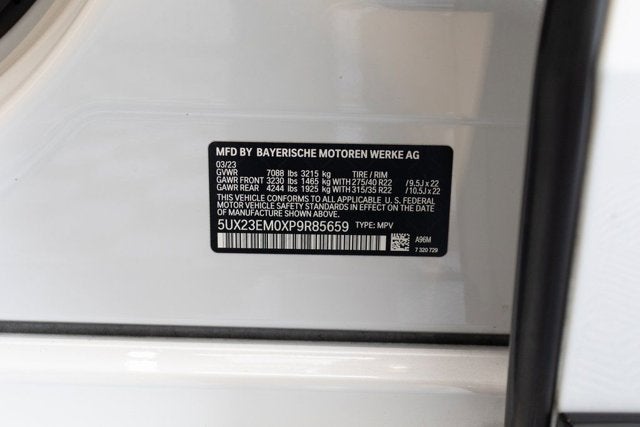 MFD BY BAYERISCHE MOTOREN WERKE AG
03/23
GVWR 7088 lbs 3215 kg TIRE / RIM
GAWR FRONT 3230 lbs 1465 kg WITH 275/40 R22 /9.5J x 22
GAWR REAR 4244 lbs 1925 kg WITH 315/35 R22 /10.5J x 22
THIS VEHICLE CONFORMS TO ALL APPLICABLE U. S. FEDERAL
MOTOR VEHICLE SAFETY STANDARDS IN EFFECT ON THE
DATE OF MANUFACTURE SHOWN ABOVE.
5UX23EM0XP9R85659 TYPE: MPV
A96M
7 320 729